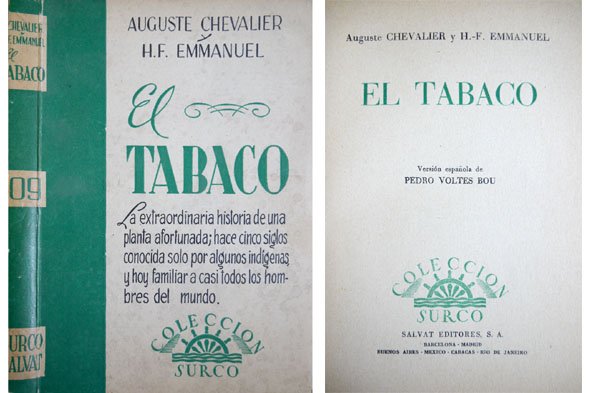 CHEVALIER
EMMANUEL
El
TABACO
09
SURCO
SALVAT
AUGUSTE CHEVALIER
y
H.F. EMMANUEL
El
TABACO
La extraordinaria historia de una
planta afortunada; hace cinco siglos
conocida solo por algunos indígenas
y hoy familiar a casi todos los hom-
bres del mundo.
COLECCION
SURCO
Auguste CHEVALIER y H.-F. EMMANUEL
EL TABACO
Versión española de
PEDRO VOLTES BOU
COLECCION
SURCO
SALVAT EDITORES, S. A.
BARCELONA - MADRID
BUENOS AIRES - MEXICO - CARACAS - RIO DE JANEIRO